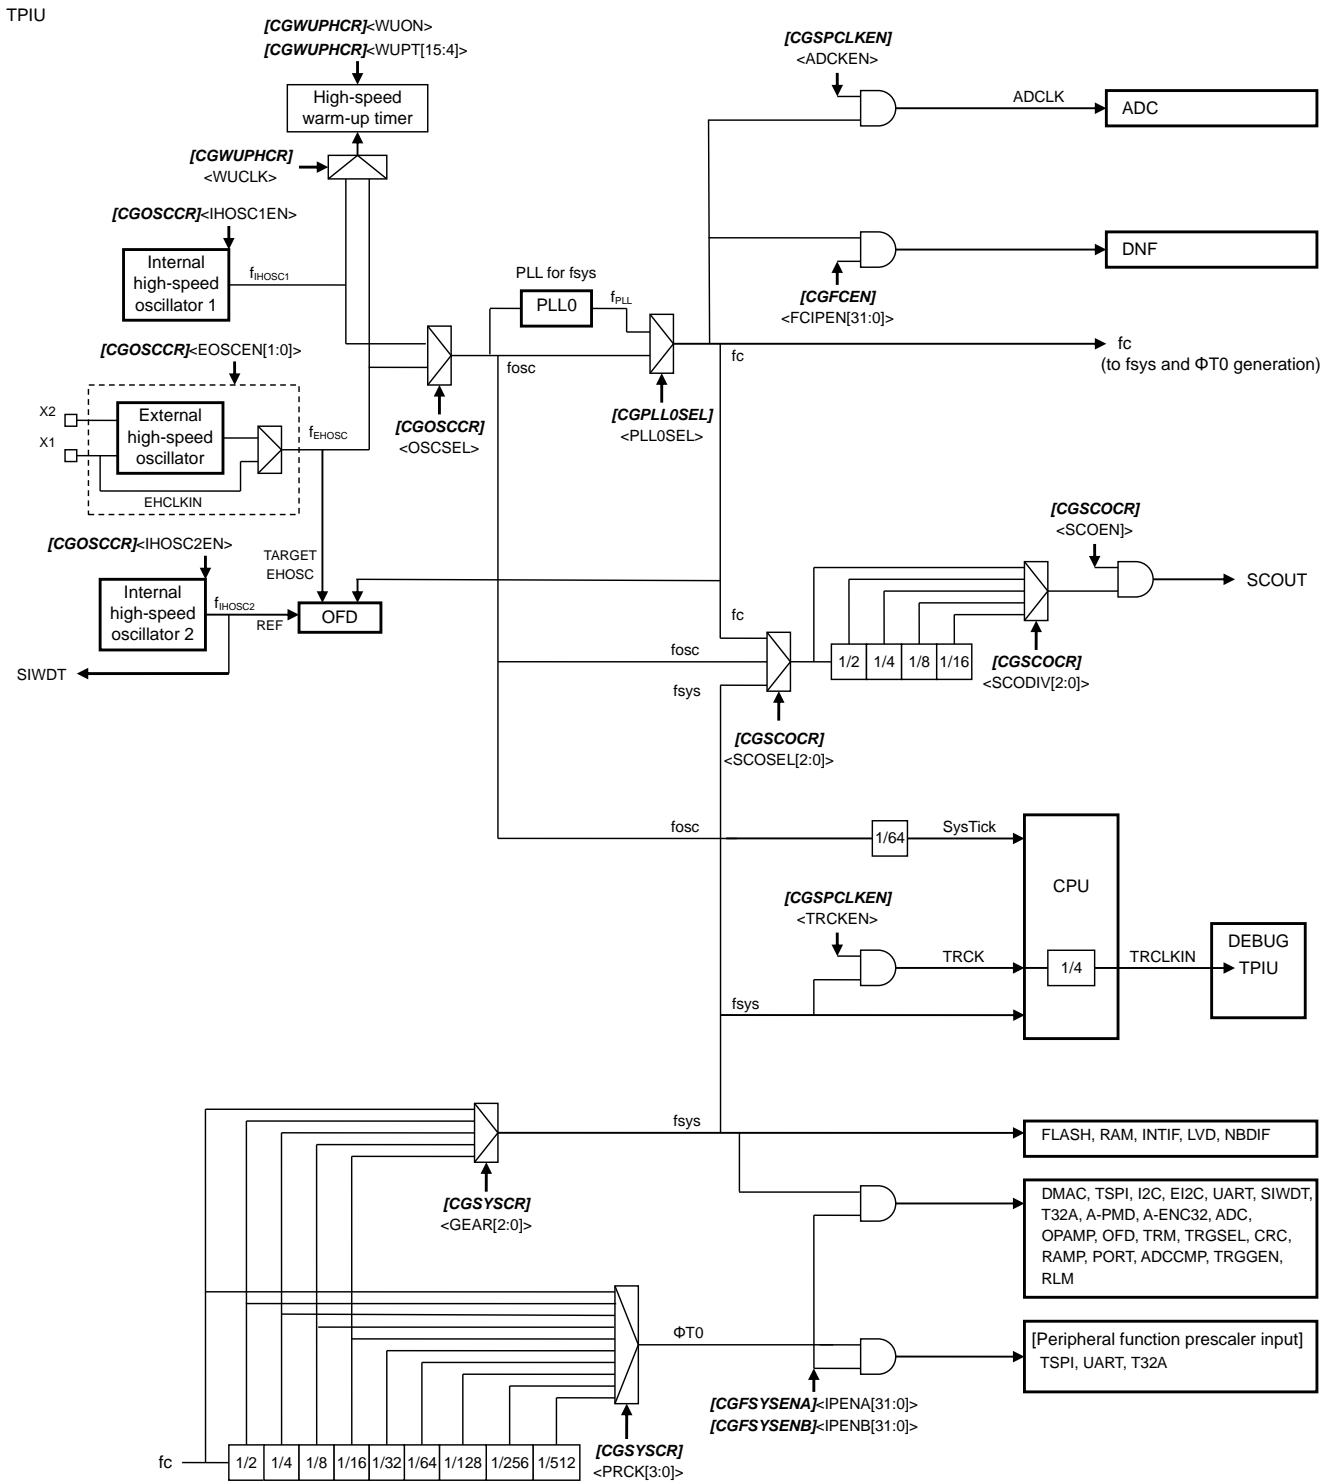 TPIU
[CGWUPHCR]<WUON>
[CGWUPHCR]<WUPT[15:4]>
High-speed
warm-up timer
[CGWUPHCR]
<WUCLK>
[CGOSCCR]<IHOSC1EN>
Internal
high-speed
oscillator 1
fIHOSC1
[CGOSCCR]<EOSCEN[1:0]>
X2
X1
External
high-speed
oscillator
EHCLKIN
fEHOSC
[CGOSCCR]<IHOSC2EN>
Internal
high-speed
oscillator 2
fIHOSC2
REF
TARGET
EHOSC
OFD
SIWDT
[CGOSCCR]
<OSCSEL>
fosc
PLL for fsys
PLL0
fPLL
[CGPLL0SEL]
<PLL0SEL>
fc
[CGSPCLKEN]
<ADCKEN>
ADCLK
ADC
DNF
[CGFCEN]
<FCIPEN[31:0]>
fc
(to fsys and ΦT0 generation)
fc
fosc
fsys
[CGSCOCR]
<SCOSEL[2:0]>
1/2
1/4
1/8
1/16
[CGSCOCR]
<SCODIV[2:0]>
[CGSCOCR]
<SCOEN]>
SCOUT
fosc
1/64
SysTick
CPU
[CGSPCLKEN]
<TRCKEN>
TRCK
1/4
TRCLKIN
DEBUG
TPIU
fsys
fsys
[CGSYSCR]
<GEAR[2:0]>
FLASH, RAM, INTIF, LVD, NBDIF
DMAC, TSPI, I2C, EI2C, UART, SIWDT,
T32A, A-PMD, A-ENC32, ADC,
OPAMP, OFD, TRM, TRGSEL, CRC,
RAMP, PORT, ADCCMP, TRGGEN,
RLM
ΦT0
[Peripheral function prescaler input]
TSPI, UART, T32A
[CGFSYSENA]<IPENA[31:0]>
[CGFSYSENB]<IPENB[31:0]>
[CGSYSCR]
<PRCK[3:0]>
fc
1/2
1/4
1/8
1/16
1/32
1/64
1/128
1/256
1/512